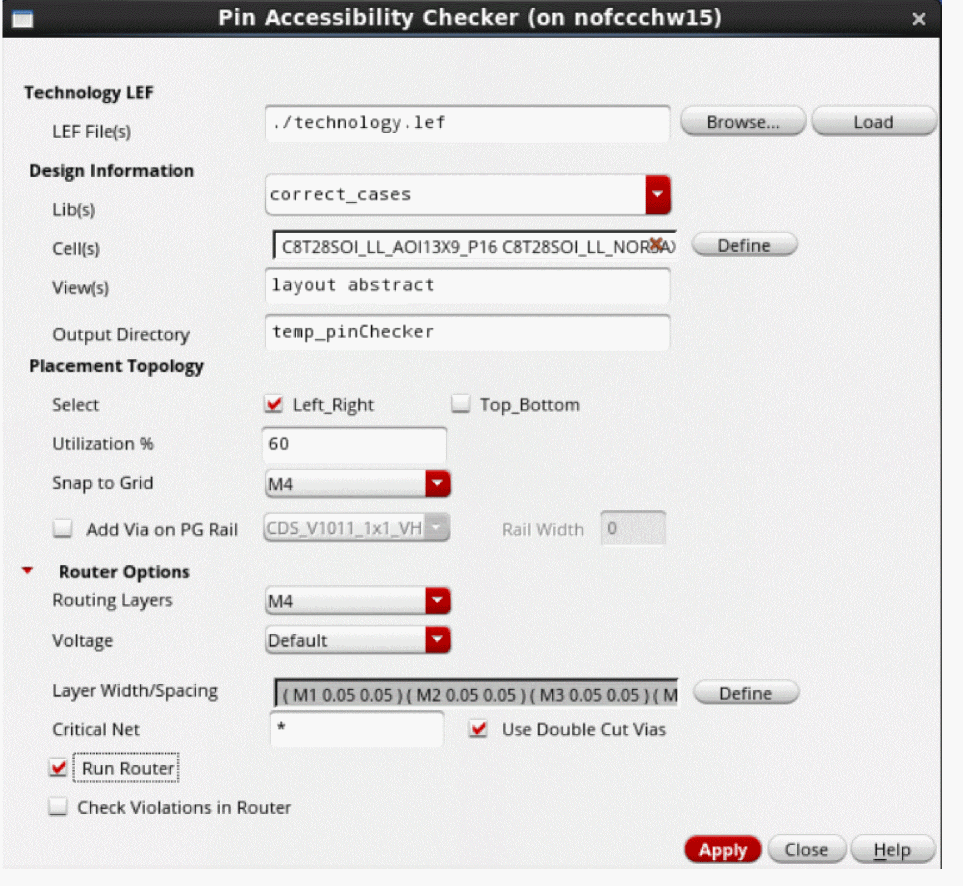 Pin Accessibility Checker (on nofccchw15)
Technology LEF
LEF File(s) ./technology.lef Browse... Load
Design Information
Lib(s) correct_cases
Cell(s) C8T28SOI_LL_AOI13X9_P16 C8T28SOI_LL_NOR3A Define
View(s) layout abstract
Output Directory temp_pinChecker
Placement Topology
Select Left_Right Top_Bottom
Utilization % 60
Snap to Grid M4
Add Via on PG Rail CDS_V1011_1x1_VH Rail Width 0
Router Options
Routing Layers M4
Voltage Default
Layer Width/Spacing ( M1 0.05 0.05 ) ( M2 0.05 0.05 ) ( M3 0.05 0.05 ) ( M Define
Critical Net * Use Double Cut Vias
Run Router
Check Violations in Router
Apply Close Help